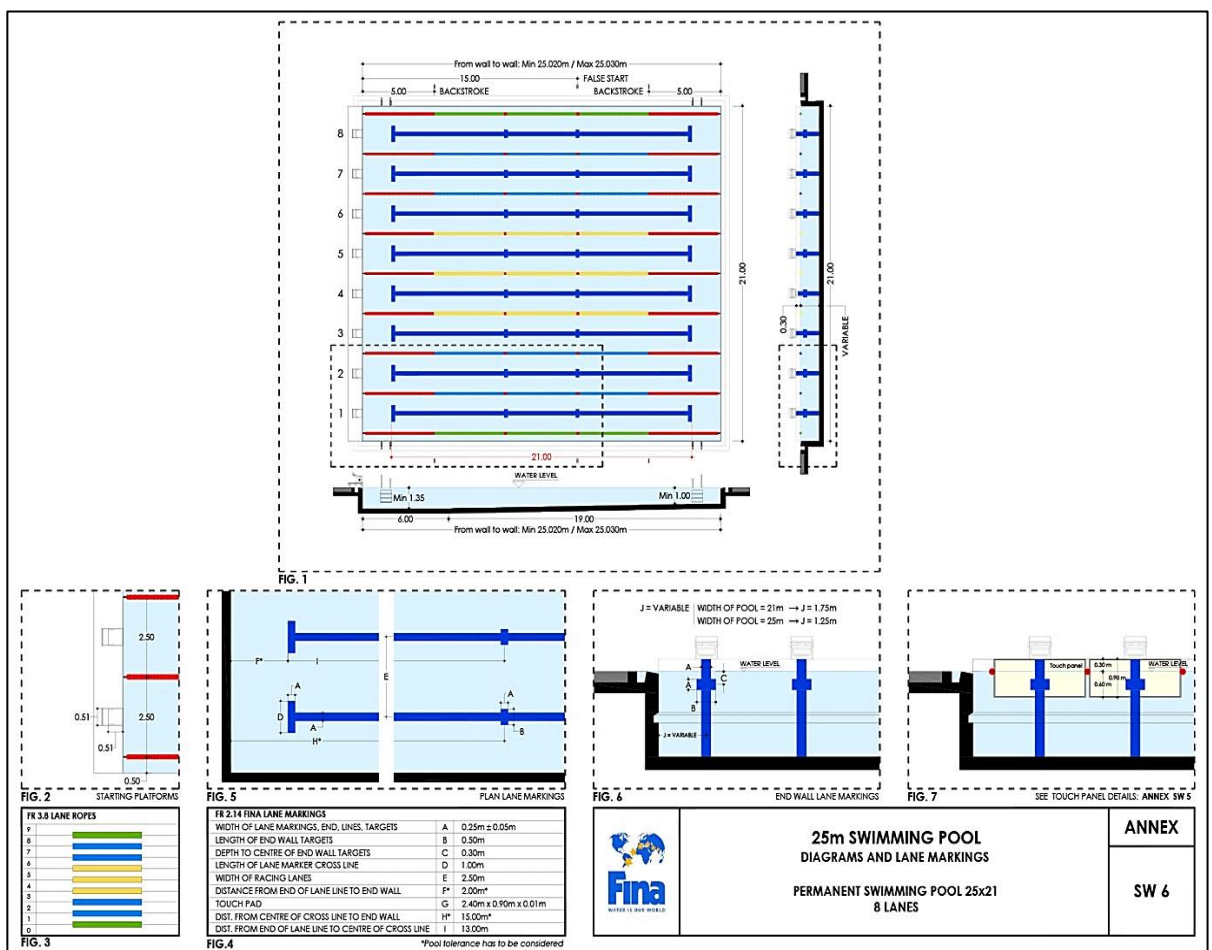 From wall to wall: Min 25.020m / Max 25.030m
15.00 FALSE START
5.00 BACKSTROKE BACKSTROKE 5.00
8
7
6
5
4
3
2
1
21.00
21.00
0.30
VARIABLE
21.00
WATER LEVEL
Min 1.35 Min 1.00
6.00 19.00
From wall to wall: Min 25.020m / Max 25.030m
FIG. 1
2.50
2.50
0.51
0.51
0.50
FIG. 2 STARTING PLATFORMS
F* I
E
A
D
A
H*
A
B
FIG. 5 PLAN LANE MARKINGS
J = VARIABLE WIDTH OF POOL = 21m → J = 1.75m
WIDTH OF POOL = 25m → J = 1.25m
WATER LEVEL
A
A
C
B
J = VARIABLE
FIG. 6 END WALL LANE MARKINGS
Touch panel
0.30 m
0.60 m
0.90 m
WATER LEVEL
FIG. 7 SEE TOUCH PANEL DETAILS: ANNEX SW 5
FR 3.8 LANE ROPES
9
8
7
6
5
4
3
2
1
0
FIG. 3
FR 2.14 FINA LANE MARKINGS
WIDTH OF LANE MARKINGS, END, LINES, TARGETS A 0.25m ± 0.05m
LENGTH OF END WALL TARGETS B 0.50m
DEPTH TO CENTRE OF END WALL TARGETS C 0.30m
LENGTH OF LANE MARKER CROSS LINE D 1.00m
WIDTH OF RACING LANES E 2.50m
DISTANCE FROM END OF LANE LINE TO END WALL F* 2.00m*
TOUCH PAD G 2.40m x 0.90m x 0.01m
DIST. FROM CENTRE OF CROSS LINE TO END WALL H* 15.00m*
DIST. FROM END OF LANE LINE TO CENTRE OF CROSS LINE I 13.00m
FIG.4 *Pool tolerance has to be considered
Fina
WATER IS OUR WORLD
25m SWIMMING POOL
DIAGRAMS AND LANE MARKINGS
PERMANENT SWIMMING POOL 25x21
8 LANES
ANNEX
SW 6